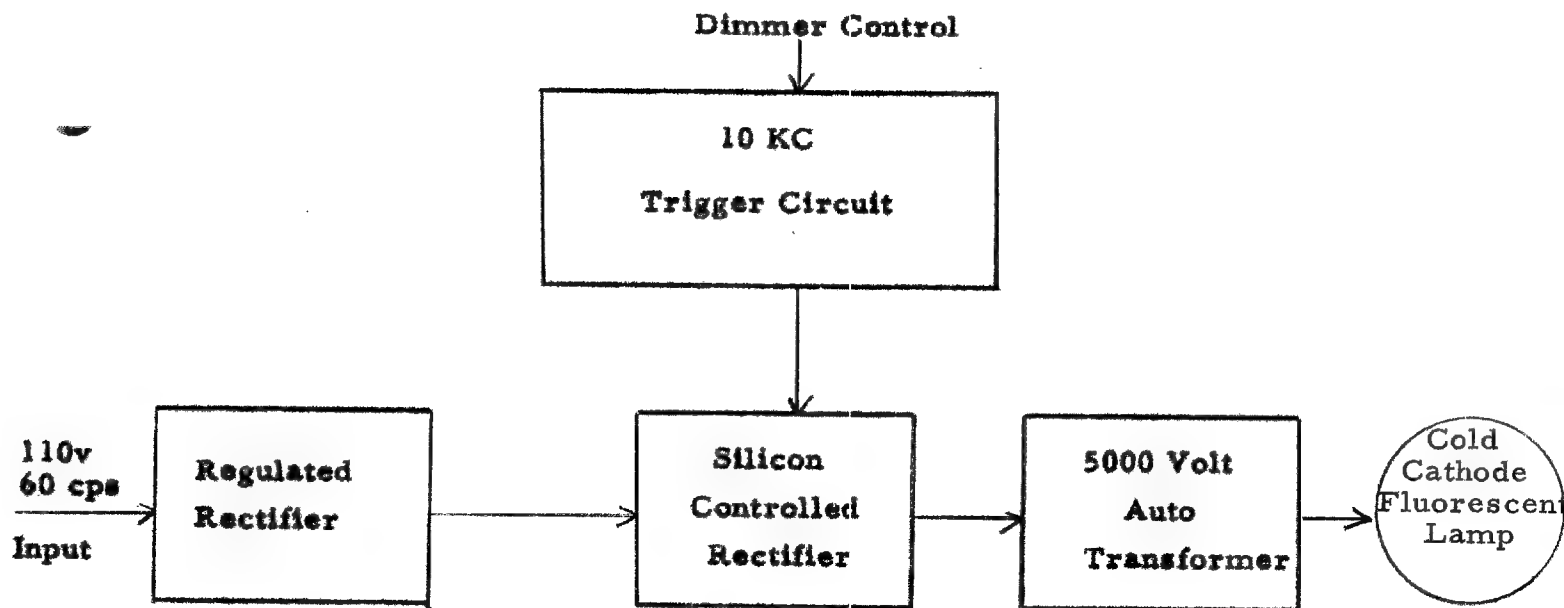 Dimmer Control
10 KC
Trigger Circuit
110v
60 cps
Input
Regulated
Rectifier
Silicon
Controlled
Rectifier
5000 Volt
Auto
Transformer
Cold
Cathode
Fluorescen
Lamp